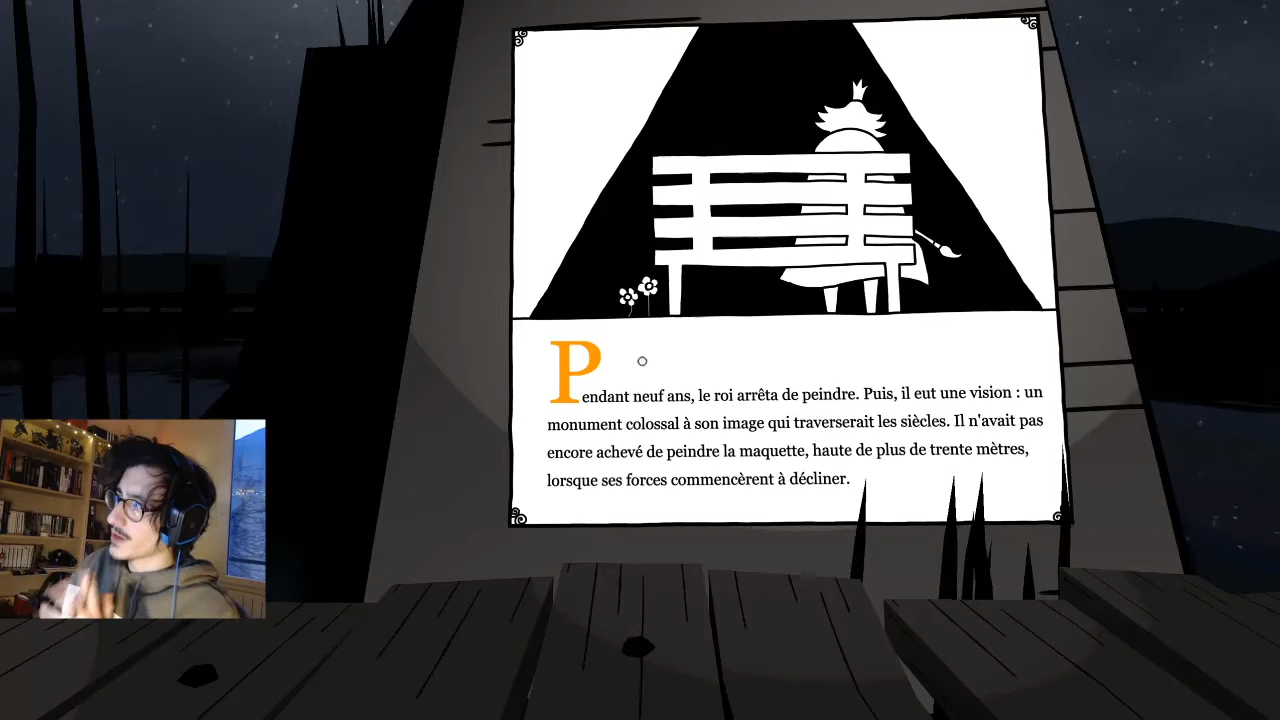 Pendant neuf ans, le roi arrêta de peindre. Puis, il eut une vision : un
monument colossal à son image qui traverserait les siècles. Il n'avait pas
encore achevé de peindre la maquette, haute de plus de trente mètres,
lorsque ses forces commencèrent à décliner.